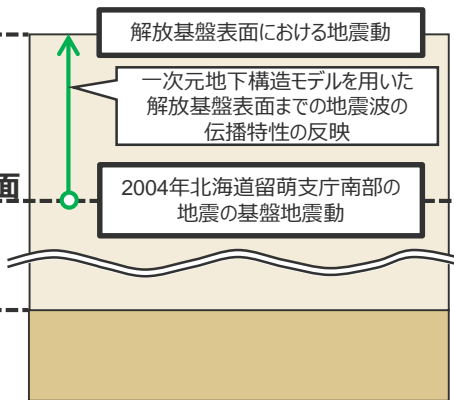 解放基盤表面における地震動
一次元地下構造モデルを用いた
解放基盤表面までの地震波の
伝播特性の反映
面
2004年北海道留萌支庁南部の
地震の基盤地震動